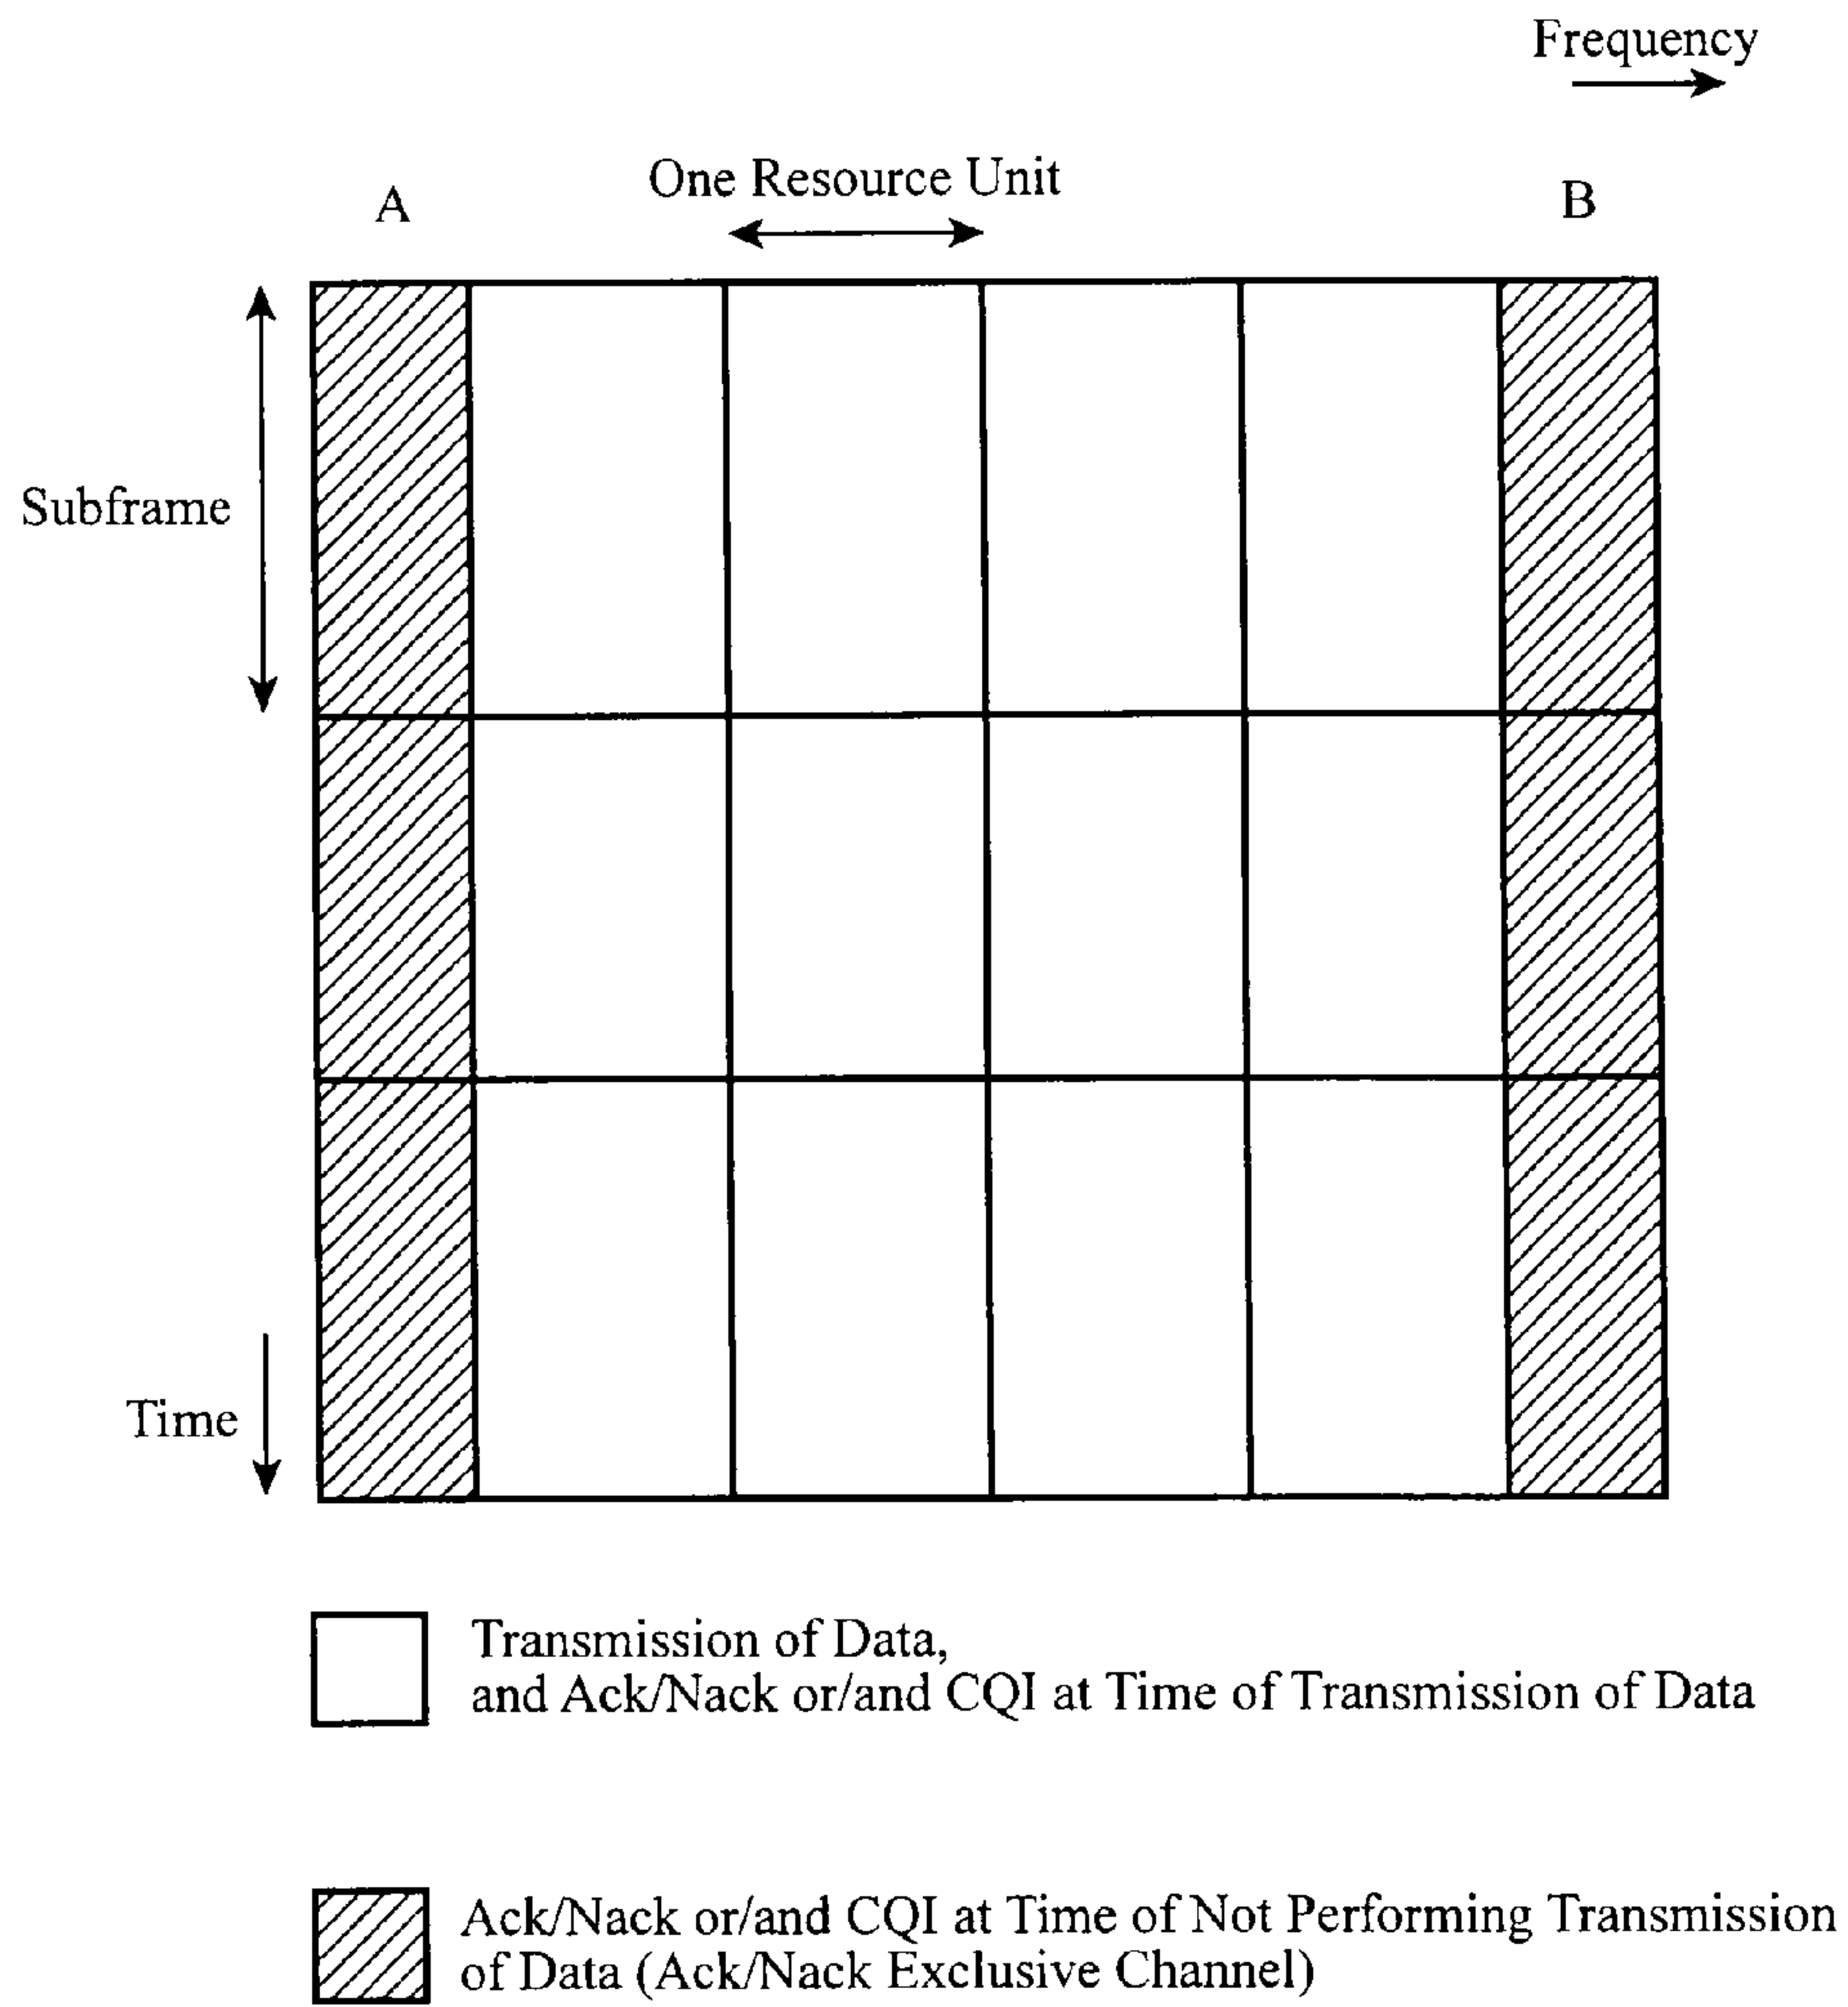 Frequency
One Resource Unit
A
B
Subframe
Time
Transmission of Data,
and Ack/Nack or/and CQI at Time of Transmission of Data
Ack/Nack or/and CQI at Time of Not Performing Transmission
of Data (Ack/Nack Exclusive Channel)